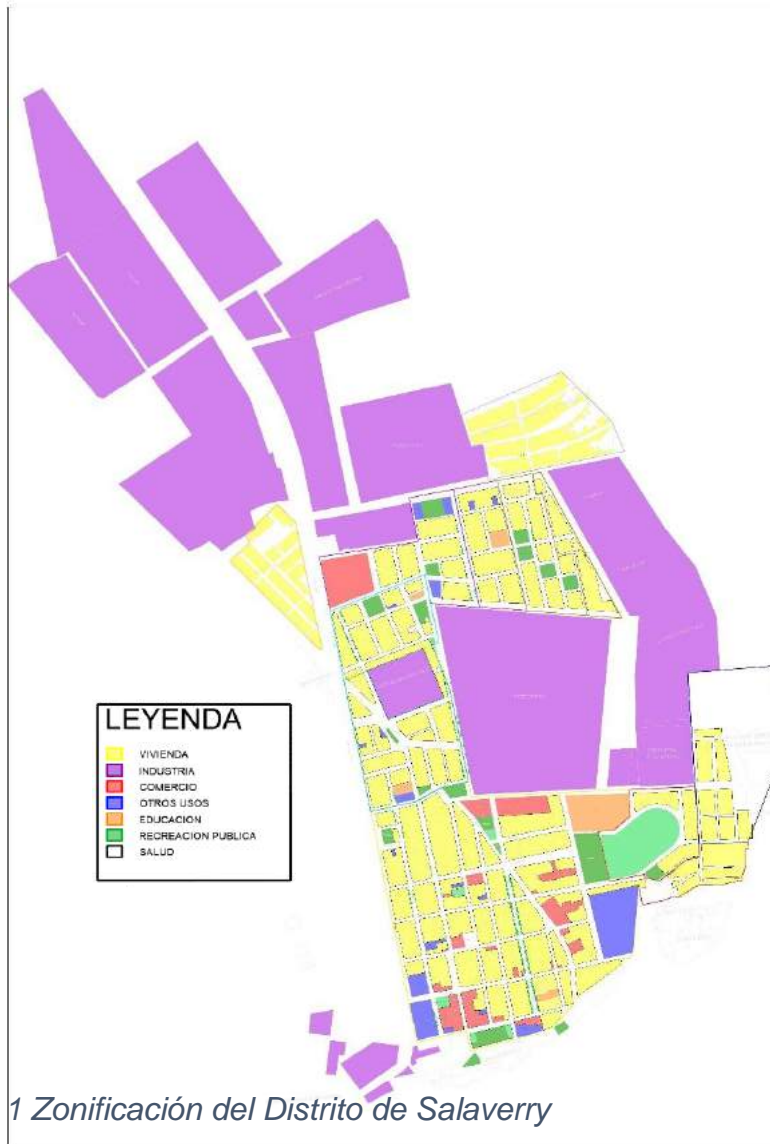 LEYENDA
VIVIENDA
INDUSTRIA
COMERCIO
OTROS USOS
EDUCACION
RECREACION PUBLICA
SALUD
1 Zonificación del Distrito de Salaverry